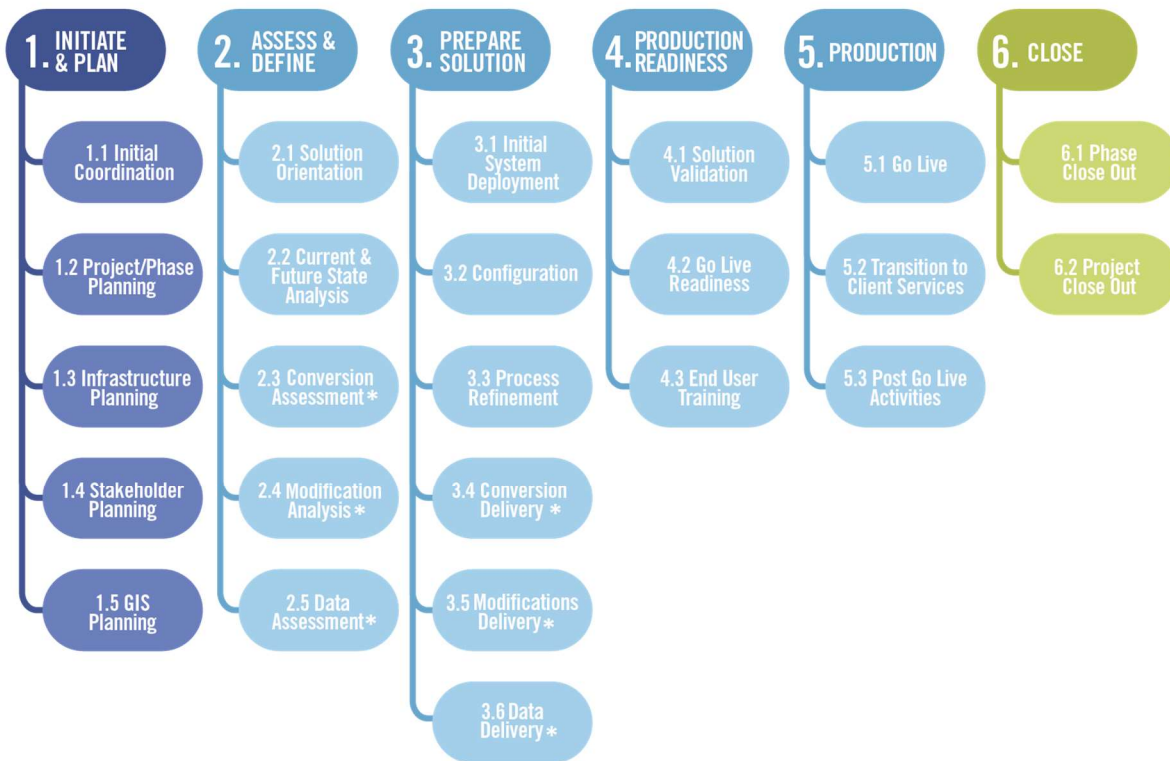 1. INITIATE
& PLAN
1.1 Initial
Coordination
1.2 Project/Phase
Planning
1.3 Infrastructure
Planning
1.4 Stakeholder
Planning
1.5 GIS
Planning
2. ASSESS &
DEFINE
2.1 Solution
Orientation
2.2 Current &
Future State
Analysis
2.3 Conversion
Assessment*
2.4 Modification
Analysis*
2.5 Data
Assessment*
3. PREPARE
SOLUTION
3.1 Initial
System
Deployment
3.2 Configuration
3.3 Process
Refinement
3.4 Conversion
Delivery *
3.5 Modifications
Delivery*
3.6 Data
Delivery*
4. PRODUCTION
READINESS
4.1 Solution
Validation
4.2 Go Live
Readiness
4.3 End User
Training
5. PRODUCTION
5.1 Go Live
5.2 Transition to
Client Services
5.3 Post Go Live
Activities
6. CLOSE
6.1 Phase
Close Out
6.2 Project
Close Out